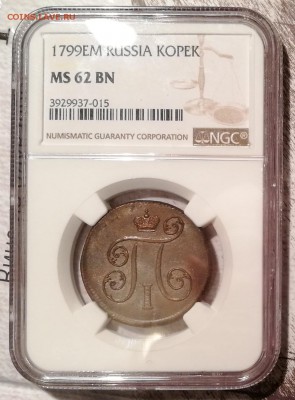 COINS.LAVE.RU
1799EM RUSSIA KOPEK
MS 62 BN
3929937-015
NUMISMATIC GUARANTY CORPORATION
NGC
I